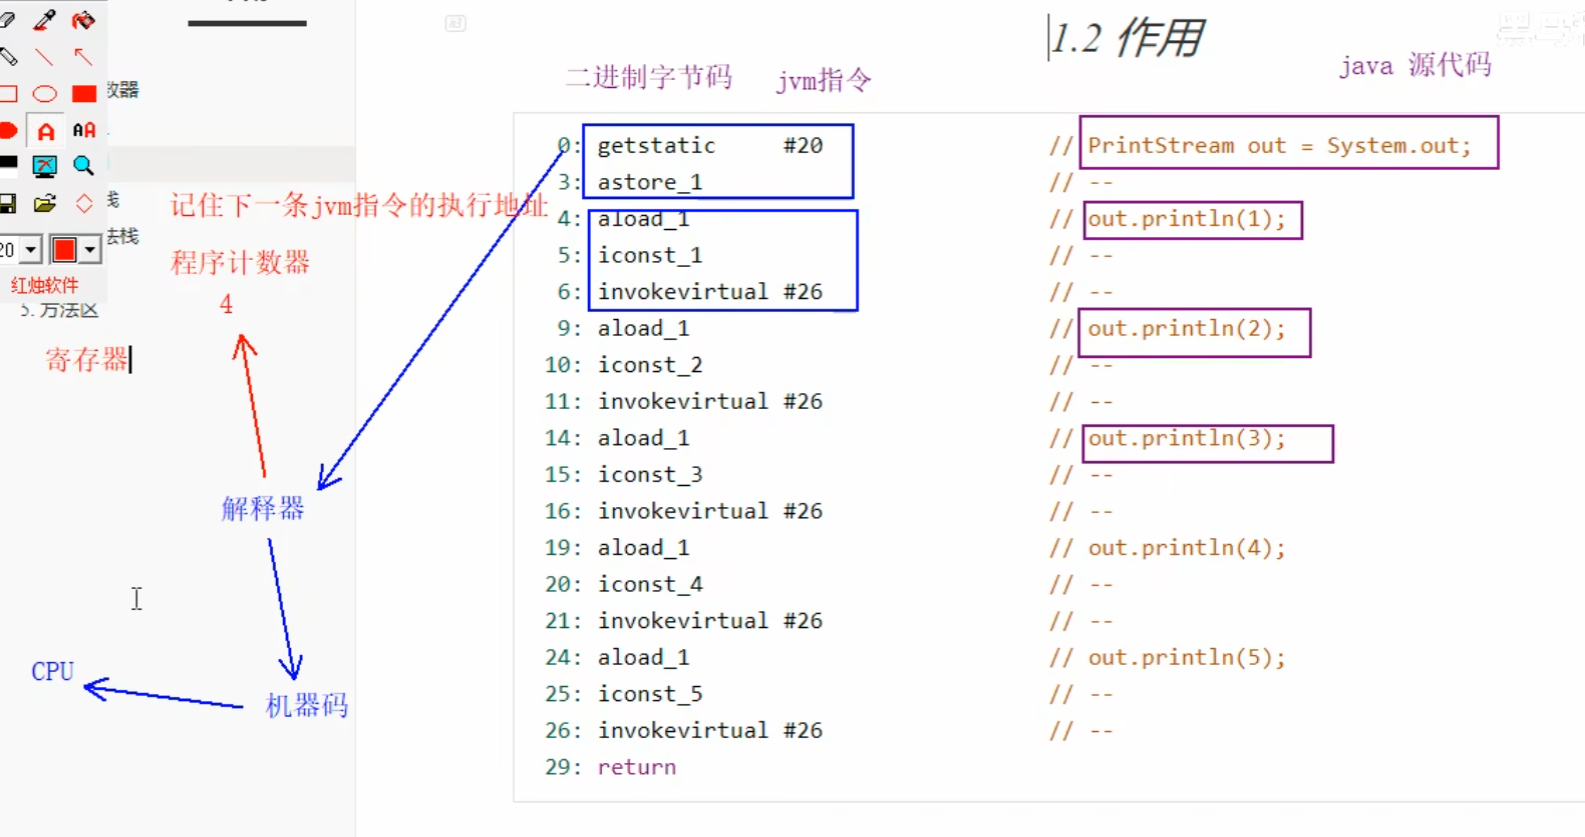 1.2 作用
二进制字节码 jvm指令 java 源代码
AA
数器
记住下一条jvm指令的执行地址
程序计数器
4
20
红烛软件
栈
法栈
5. 方法区
寄存器
解释器
CPU
机器码
0: getstatic #20 // PrintStream out = System.out;
3: astore_1 // --
4: aload_1 // out.println(1);
5: iconst_1 // --
6: invokevirtual #26 // --
9: aload_1 // out.println(2);
10: iconst_2 // --
11: invokevirtual #26 // --
14: aload_1 // out.println(3);
15: iconst_3 // --
16: invokevirtual #26 // --
19: aload_1 // out.println(4);
20: iconst_4 // --
21: invokevirtual #26 // --
24: aload_1 // out.println(5);
25: iconst_5 // --
26: invokevirtual #26 // --
29: return